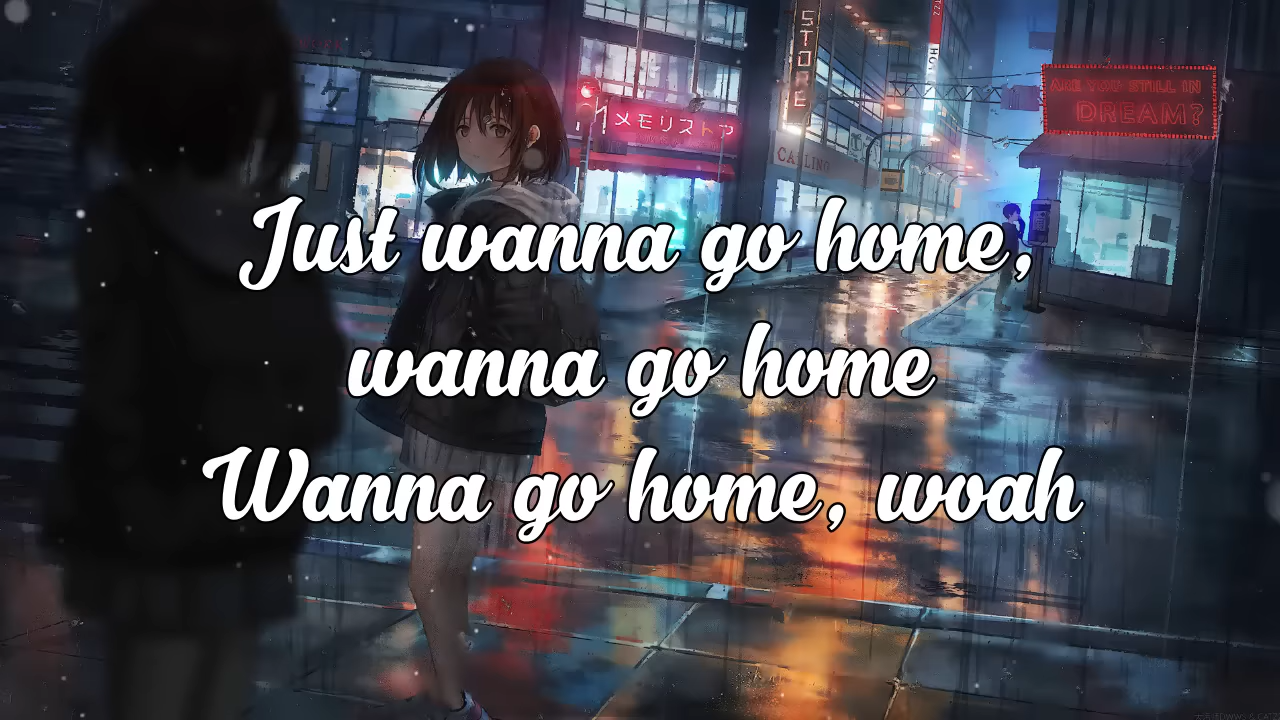 STORE
メモリストア
CALLING
ARE YOU STILL IN
DREAM?
Just wanna go home,
wanna go home
Wanna go home, woah